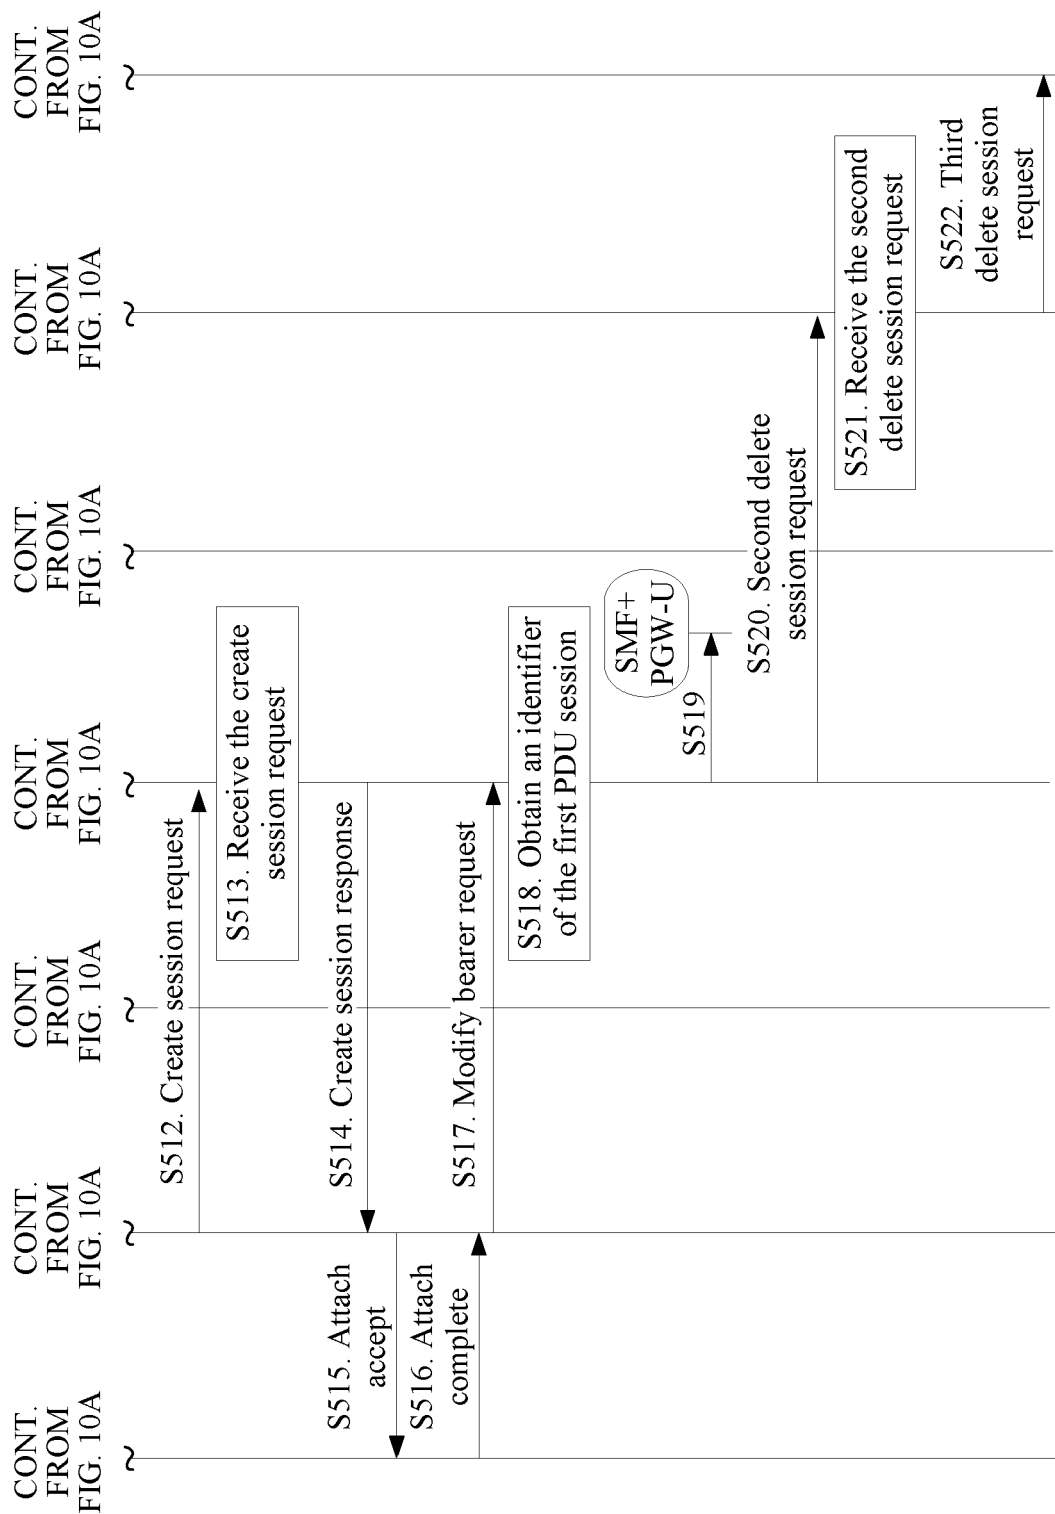 CONT.
FROM
FIG. 10A
CONT.
FROM
FIG. 10A
CONT.
FROM
FIG. 10A
CONT.
FROM
FIG. 10A
CONT.
FROM
FIG. 10A
CONT.
FROM
FIG. 10A
CONT.
FROM
FIG. 10A
S512. Create session request
S513. Receive the create
session request
S514. Create session response
S515. Attach
accept
S516. Attach
complete
S517. Modify bearer request
S518. Obtain an identifier
of the first PDU session
SMF+
PGW-U
S519
S520. Second delete
session request
S521. Receive the second
delete session request
S522. Third
delete session
request